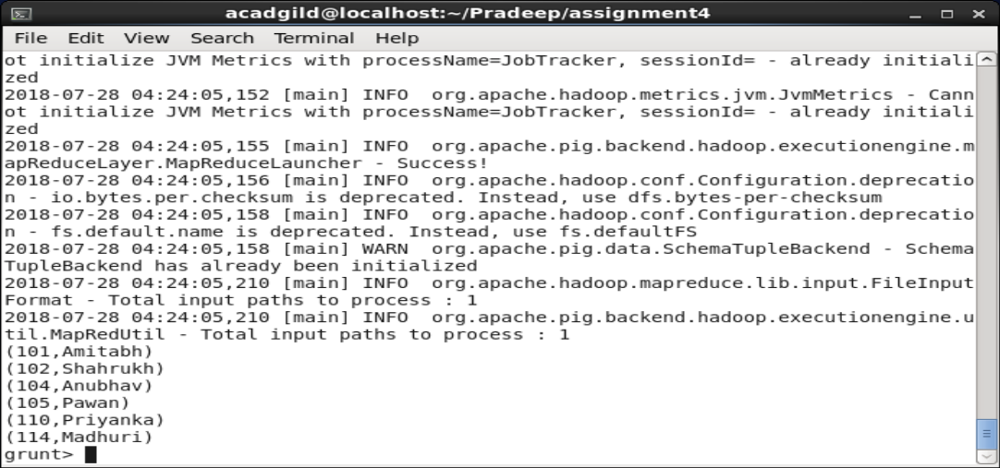 acadgild@localhost:~/Pradeep/assignment4
File Edit View Search Terminal Help
ot initialize JVM Metrics with processName=JobTracker, sessionId= - already initiali
zed
2018-07-28 04:24:05,152 [main] INFO  org.apache.hadoop.metrics.jvm.JvmMetrics - Cann
ot initialize JVM Metrics with processName=JobTracker, sessionId= - already initiali
zed
2018-07-28 04:24:05,155 [main] INFO  org.apache.pig.backend.hadoop.executionengine.m
apReduceLayer.MapReduceLauncher - Success!
2018-07-28 04:24:05,156 [main] INFO  org.apache.hadoop.conf.Configuration.deprecatio
n - io.bytes.per.checksum is deprecated. Instead, use dfs.bytes-per-checksum
2018-07-28 04:24:05,158 [main] INFO  org.apache.hadoop.conf.Configuration.deprecatio
n - fs.default.name is deprecated. Instead, use fs.defaultFS
2018-07-28 04:24:05,158 [main] WARN  org.apache.pig.data.SchemaTupleBackend - Schema
TupleBackend has already been initialized
2018-07-28 04:24:05,210 [main] INFO  org.apache.hadoop.mapreduce.lib.input.FileInput
Format - Total input paths to process : 1
2018-07-28 04:24:05,210 [main] INFO  org.apache.pig.backend.hadoop.executionengine.u
til.MapRedUtil - Total input paths to process : 1
(101,Amitabh)
(102,Shahrukh)
(104,Anubhav)
(105,Pawan)
(110,Priyanka)
(114,Madhuri)
grunt>